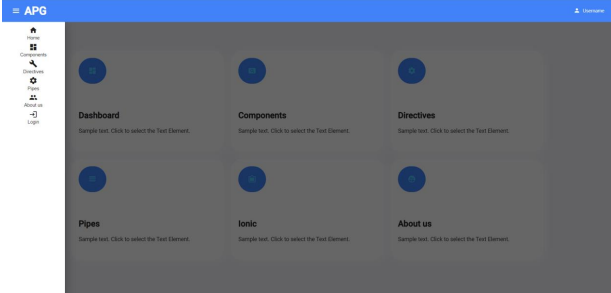 APG
Username
Home
Components
Directives
Pipes
About us
Login
Dashboard
Sample text. Click to select the Text Element.
Components
Sample text. Click to select the Text Element.
Directives
Sample text. Click to select the Text Element.
Pipes
Sample text. Click to select the Text Element.
Ionic
Sample text. Click to select the Text Element.
About us
Sample text. Click to select the Text Element.